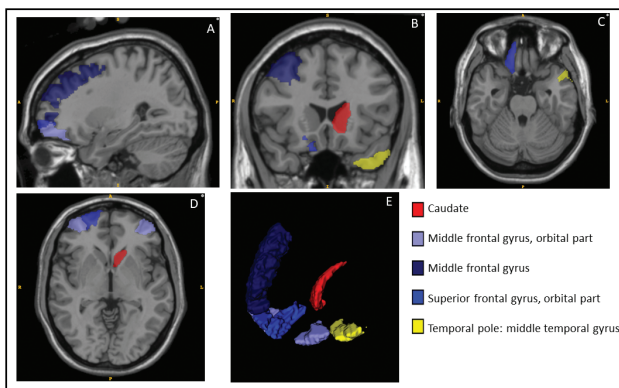 A
B
C
D
E
Caudate
Middle frontal gyrus, orbital part
Middle frontal gyrus
Superior frontal gyrus, orbital part
Temporal pole: middle temporal gyrus